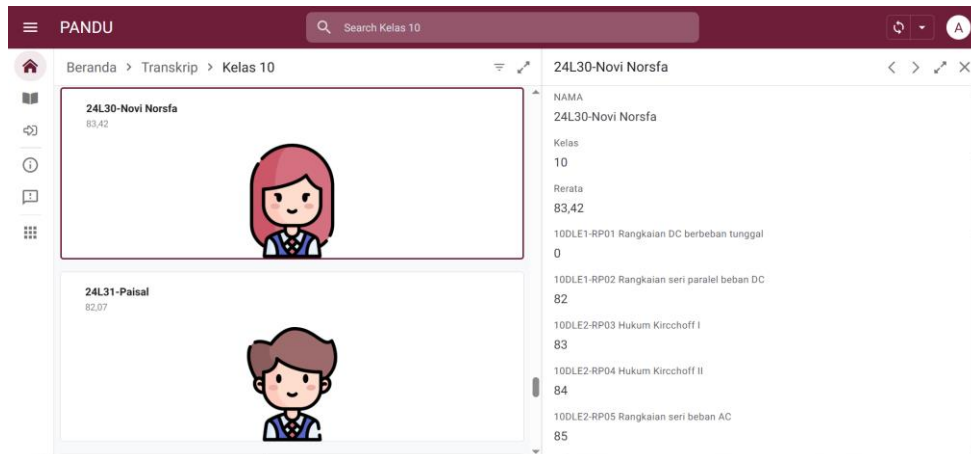 PANDU
Search Kelas 10
A
Beranda > Transkrip > Kelas 10
24L30-Novi Norsfa
83,42
24L31-Paisal
82,07
24L30-Novi Norsfa
NAMA
24L30-Novi Norsfa
Kelas
10
Rerata
83,42
10DLE1-RP01 Rangkaian DC berbeban tunggal
0
10DLE1-RP02 Rangkaian seri paralel beban DC
82
10DLE2-RP03 Hukum Kircchoff I
83
10DLE2-RP04 Hukum Kircchoff II
84
10DLE2-RP05 Rangkaian seri beban AC
85